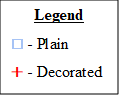 Legend
- Plain
- Decorated